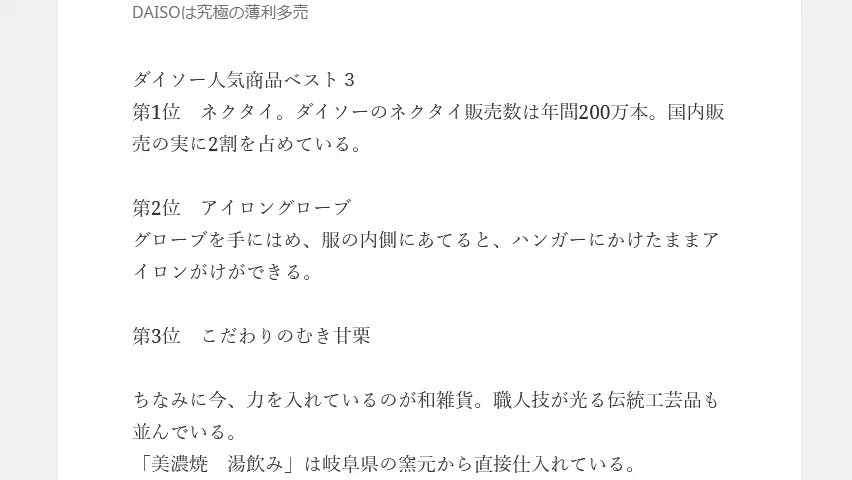 DAISOは究極の薄利多売
ダイソー人気商品ベスト３
第1位　ネクタイ。ダイソーのネクタイ販売数は年間200万本。国内販
売の実に2割を占めている。
第2位　アイロングローブ
グローブを手にはめ、服の内側にあてると、ハンガーにかけたままア
イロンがけができる。
第3位　こだわりのむき甘栗
ちなみに今、力を入れているのが和雑貨。職人技が光る伝統工芸品も
並んでいる。
「美濃焼　湯飲み」は岐阜県の窯元から直接仕入れている。